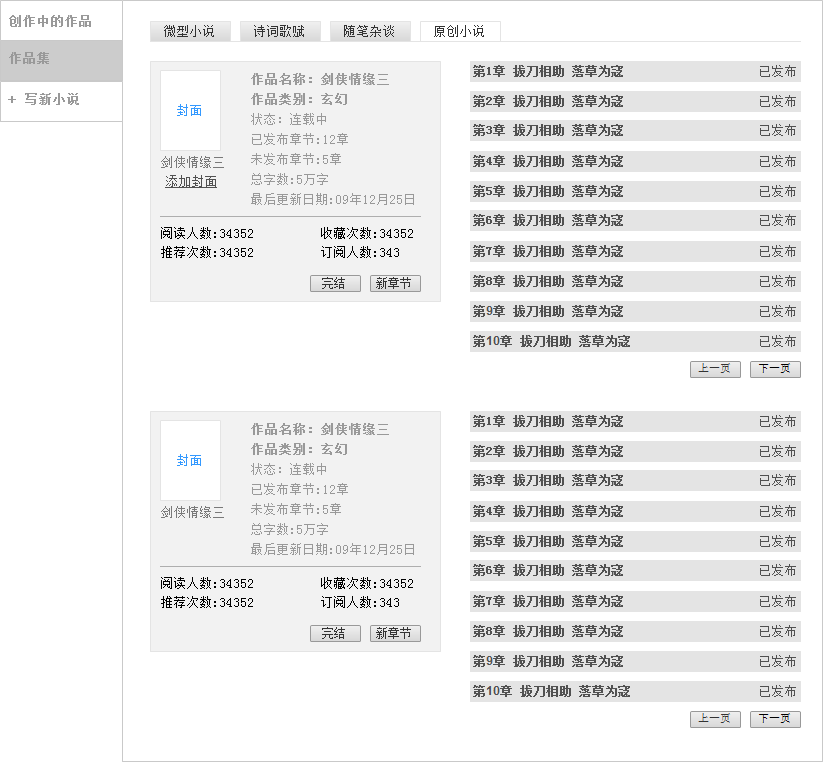 创作中的作品
作品集
+ 写新小说
微型小说 诗词歌赋 随笔杂谈 原创小说
封面
剑侠情缘三
添加封面
作品名称：剑侠情缘三
作品类别：玄幻
状态：连载中
已发布章节:12章
未发布章节:5章
总字数:5万字
最后更新日期:09年12月25日
阅读人数:34352 收藏次数:34352
推荐次数:34352 订阅人数:343
完结 新章节
第1章 拔刀相助 落草为寇 已发布
第2章 拔刀相助 落草为寇 已发布
第3章 拔刀相助 落草为寇 已发布
第4章 拔刀相助 落草为寇 已发布
第5章 拔刀相助 落草为寇 已发布
第6章 拔刀相助 落草为寇 已发布
第7章 拔刀相助 落草为寇 已发布
第8章 拔刀相助 落草为寇 已发布
第9章 拔刀相助 落草为寇 已发布
第10章 拔刀相助 落草为寇 已发布
上一页 下一页
封面
剑侠情缘三
作品名称：剑侠情缘三
作品类别：玄幻
状态：连载中
已发布章节:12章
未发布章节:5章
总字数:5万字
最后更新日期:09年12月25日
阅读人数:34352 收藏次数:34352
推荐次数:34352 订阅人数:343
完结 新章节
第1章 拔刀相助 落草为寇 已发布
第2章 拔刀相助 落草为寇 已发布
第3章 拔刀相助 落草为寇 已发布
第4章 拔刀相助 落草为寇 已发布
第5章 拔刀相助 落草为寇 已发布
第6章 拔刀相助 落草为寇 已发布
第7章 拔刀相助 落草为寇 已发布
第8章 拔刀相助 落草为寇 已发布
第9章 拔刀相助 落草为寇 已发布
第10章 拔刀相助 落草为寇 已发布
上一页 下一页